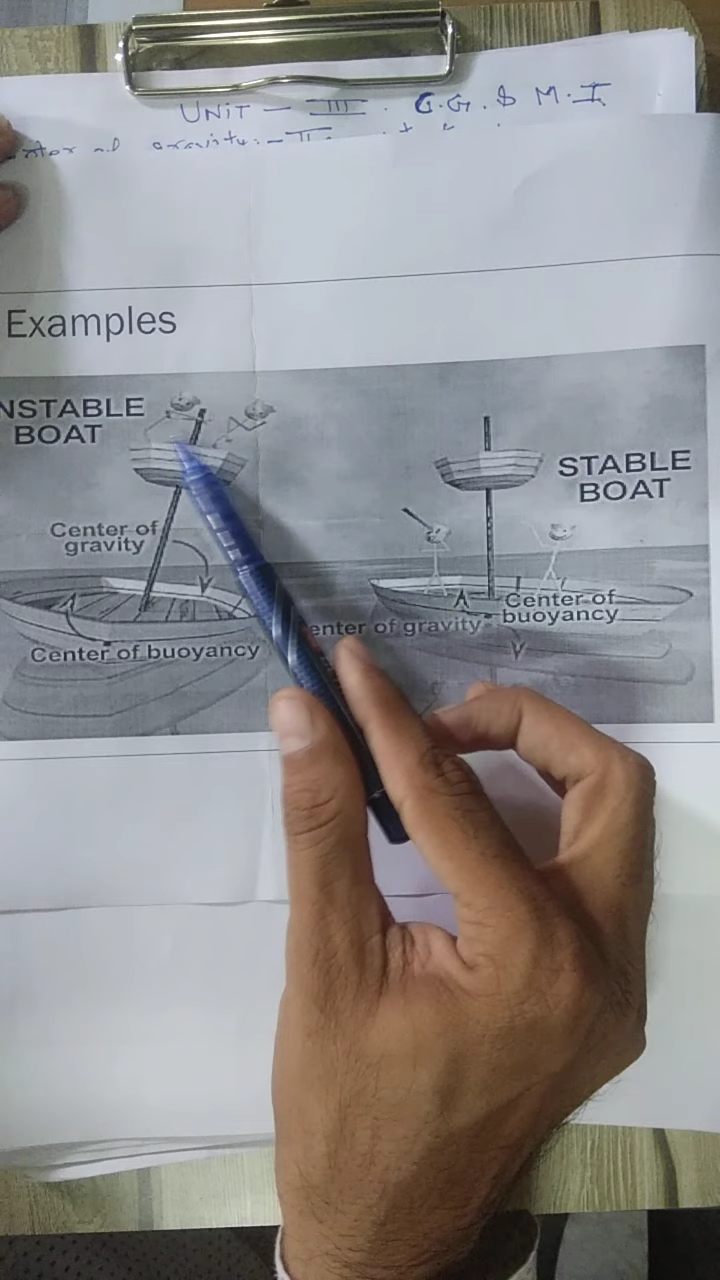 UNIT - III . C.G. & M.I
gravity:-
Examples
NSTABLE
BOAT
Center of
gravity
Center of buoyancy
STABLE
BOAT
Center of
buoyancy
enter of gravity